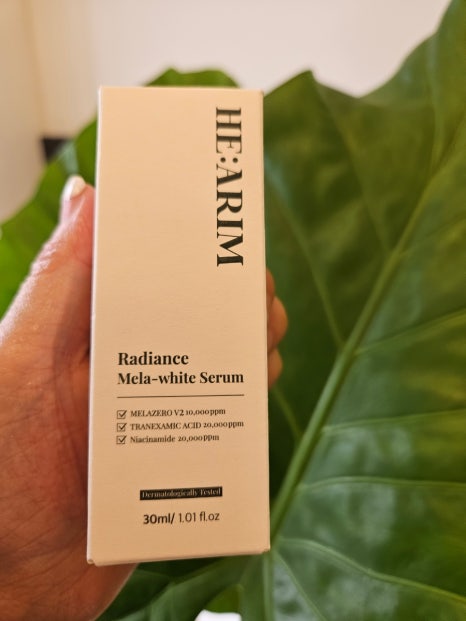 HE:ARIM
Radiance
Mela-white Serum
☑ MELAZERO V2 10,000ppm
☑ TRANEXAMIC ACID 20,000ppm
☑ Niacinamide 20,000ppm
Dermatologically Tested
30ml/ 1.01 fl.oz